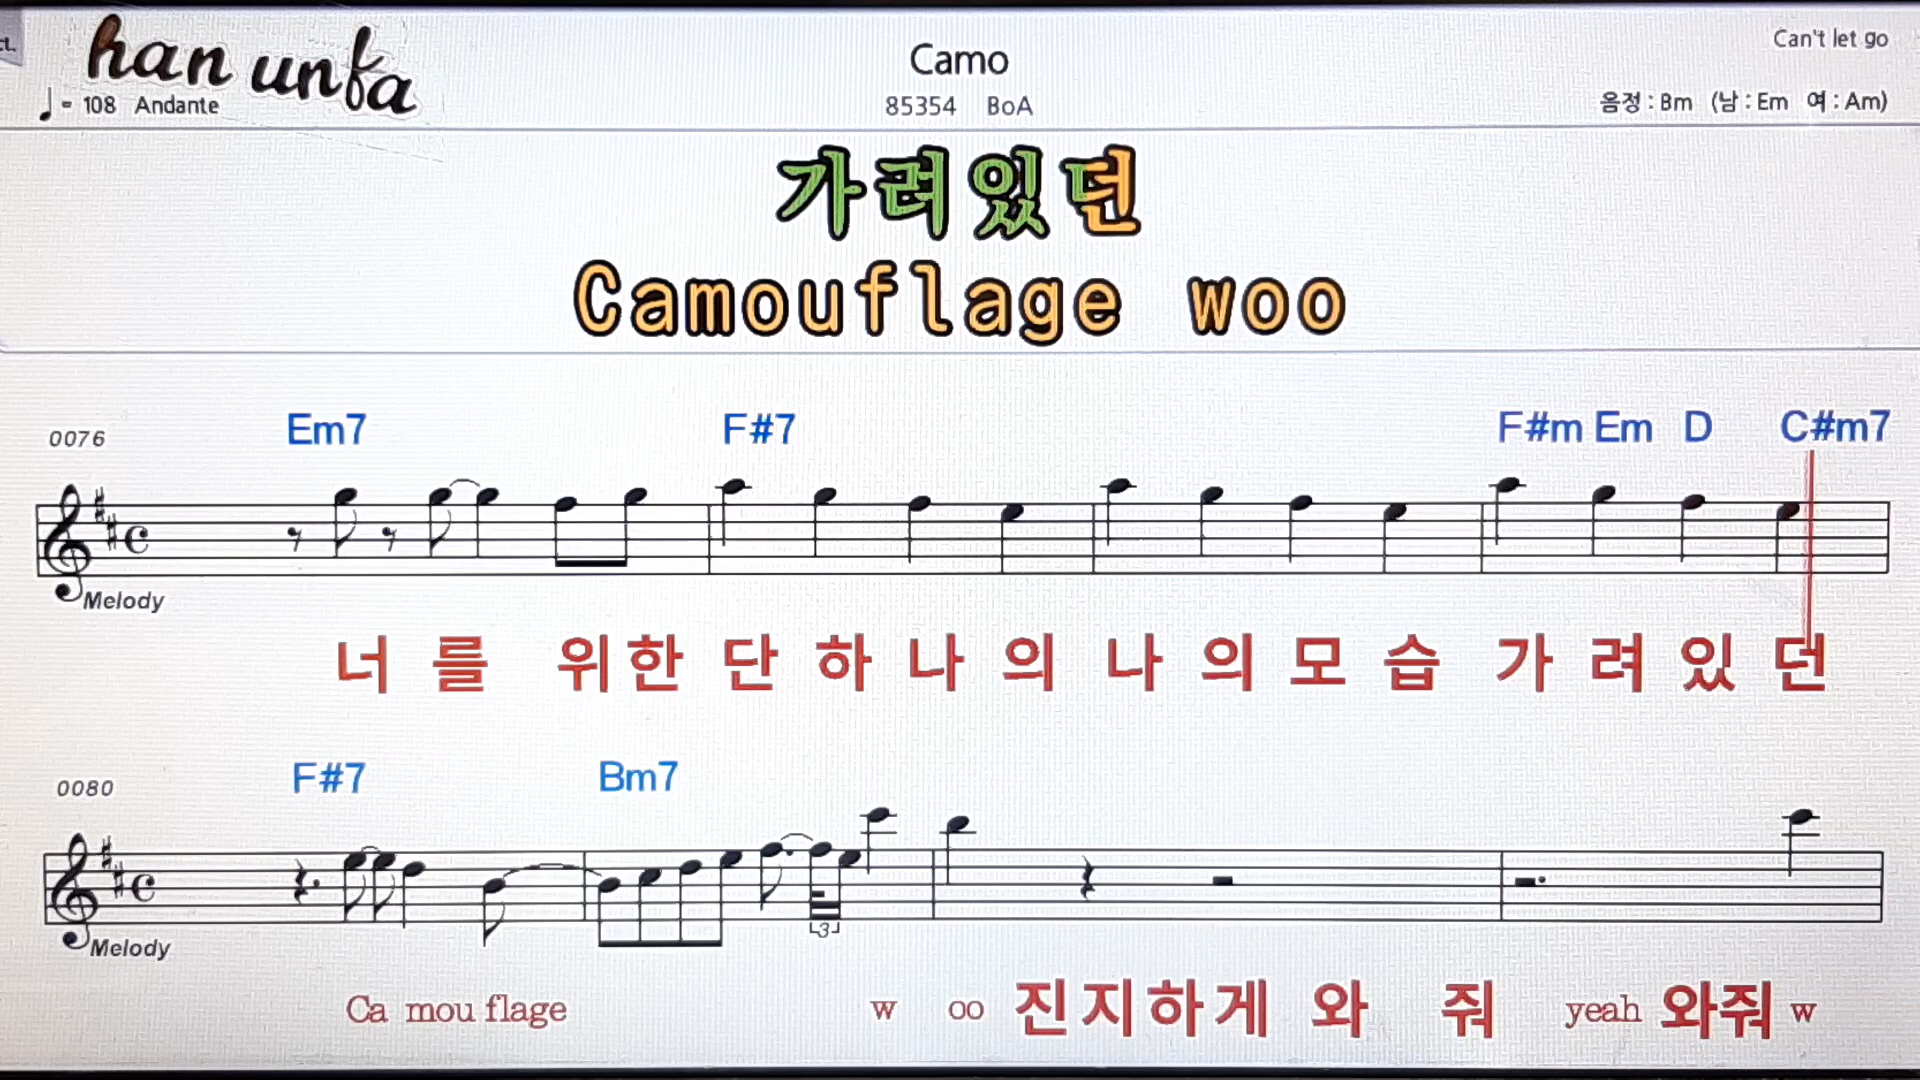 ct.
han unfa
Camo
Can't let go
♩= 108 Andante
85354 BoA
음정 : Bm (남 : Em 여 : Am)
가려있던
Camouflage woo
0076
Em7 F#7 F#m Em D C#m7
Melody
너 를 위 한 단 하 나 의 나 의 모 습 가 려 있 던
0080
F#7 Bm7
3
Melody
Ca mou flage w oo 진지하게 와 줘 yeah 와줘 w